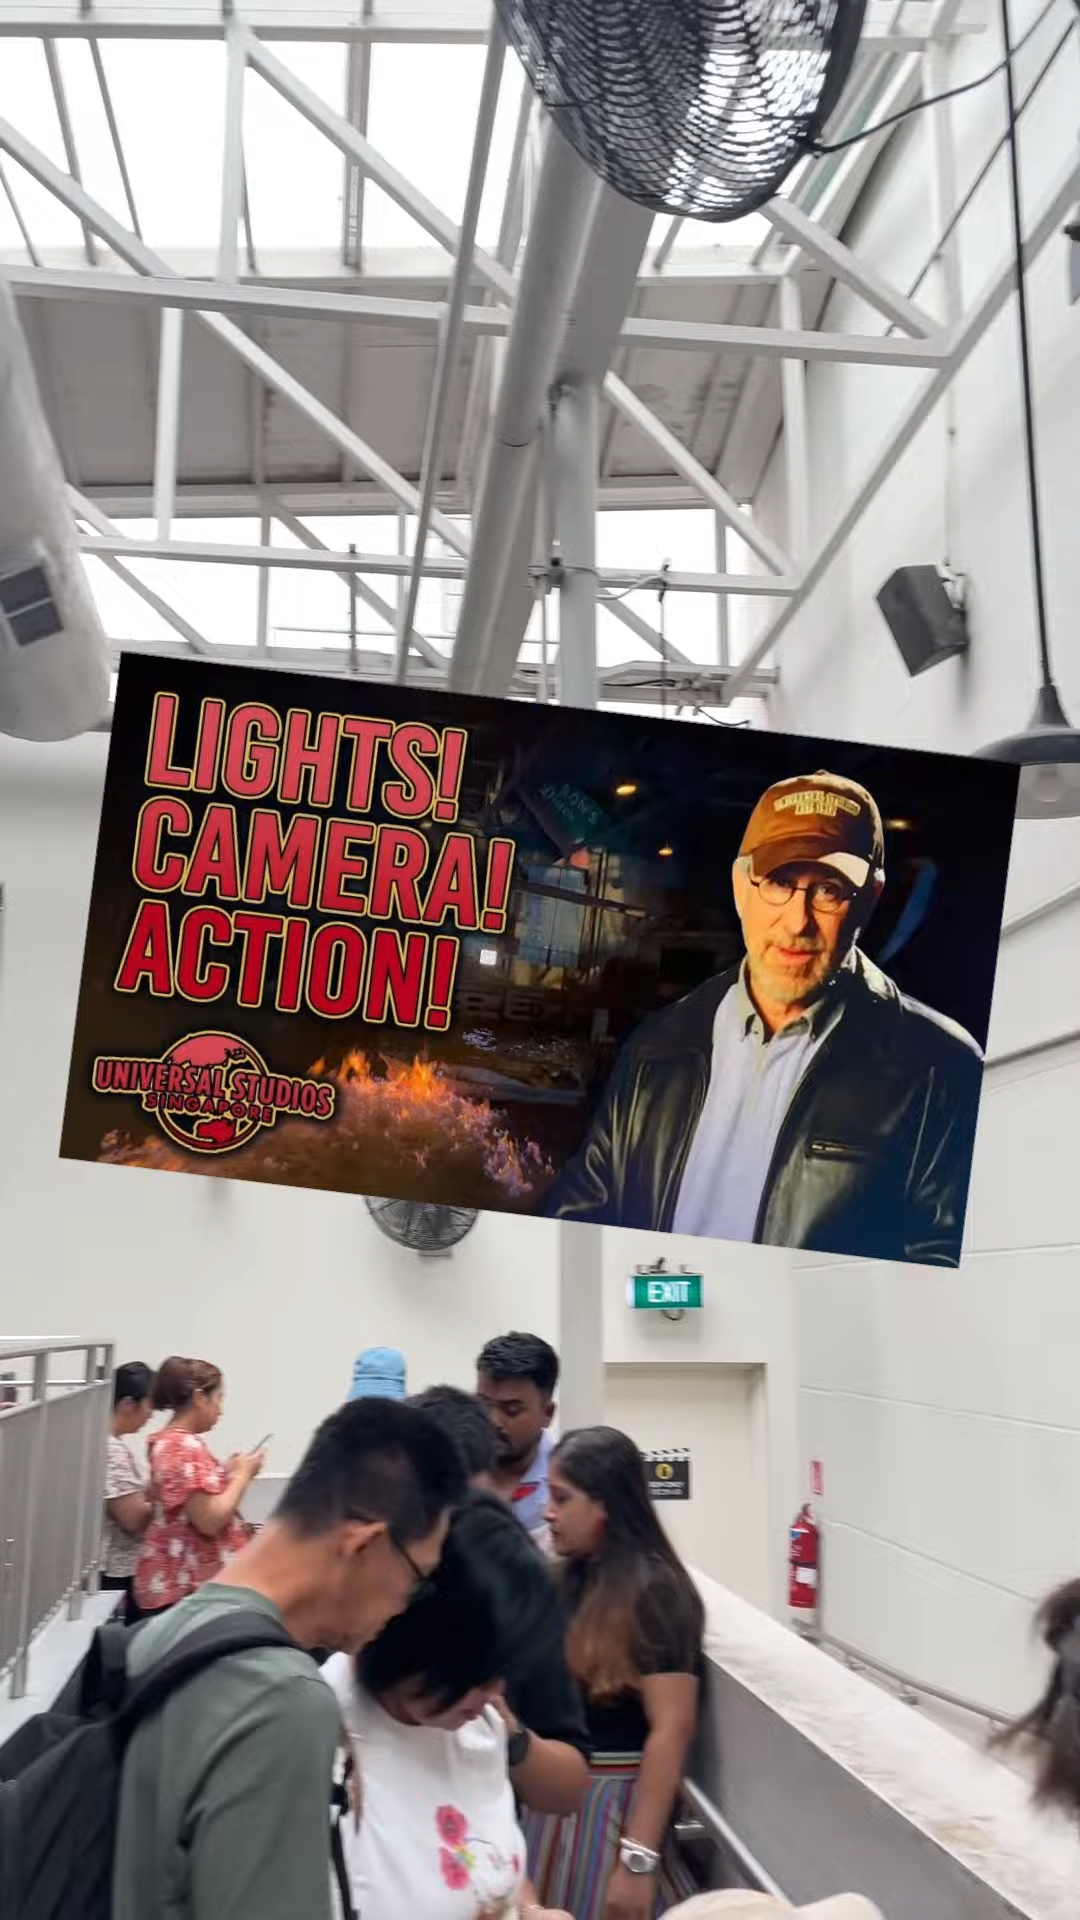 LIGHTS!
CAMERA!
ACTION!
UNIVERSAL STUDIOS
SINGAPORE
EXIT